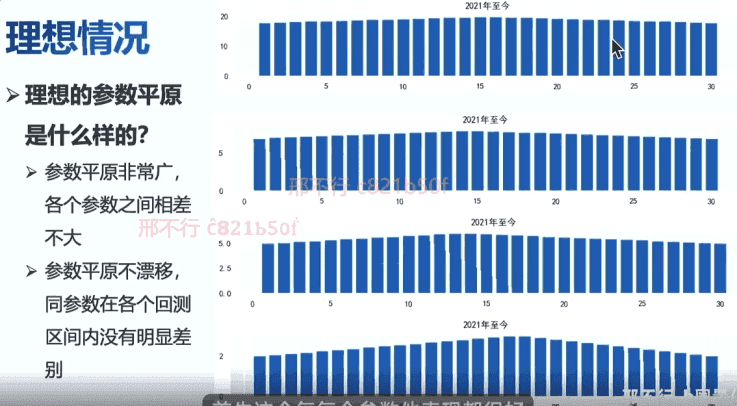 理想情况
理想的参数平原
是什么样的?
参数平原非常广,
各个参数之间相差
不大
参数平原不漂移,
同参数在各个回测
区间内没有明显差
别
2021年至今
20
10
0
0 5 10 15 20 25 30
2021年至今
5
0
0 5 10 15 20 25 30
2021年至今
5.0
2.5
0.0
0 5 10 15 20 25 30
2021年至今
2
邢不行 c821b50f
邢不行 c821b50f
邢不行